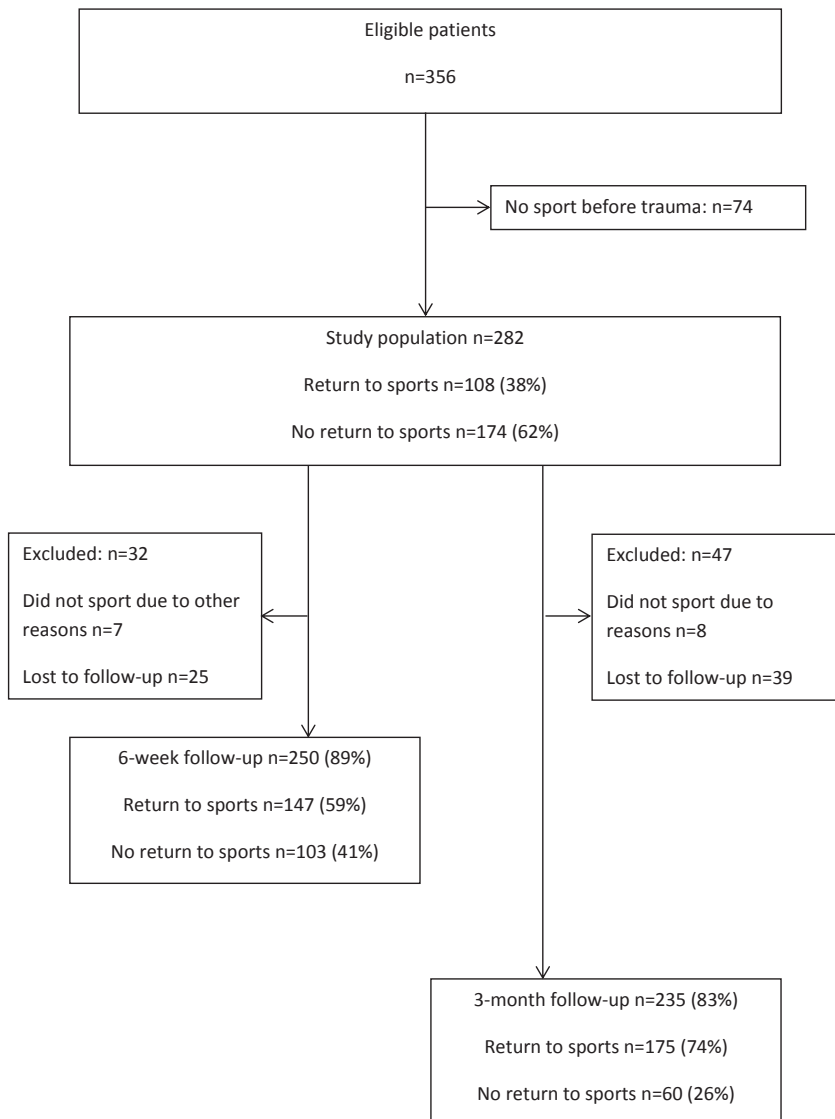 Eligible patients
n=356
No sport before trauma: n=74
Study population n=282
Return to sports n=108 (38%)
No return to sports n=174 (62%)
Excluded: n=32
Did not sport due to other
reasons n=7
Lost to follow-up n=25
Excluded: n=47
Did not sport due to
reasons n=8
Lost to follow-up n=39
6-week follow-up n=250 (89%)
Return to sports n=147 (59%)
No return to sports n=103 (41%)
3-month follow-up n=235 (83%)
Return to sports n=175 (74%)
No return to sports n=60 (26%)